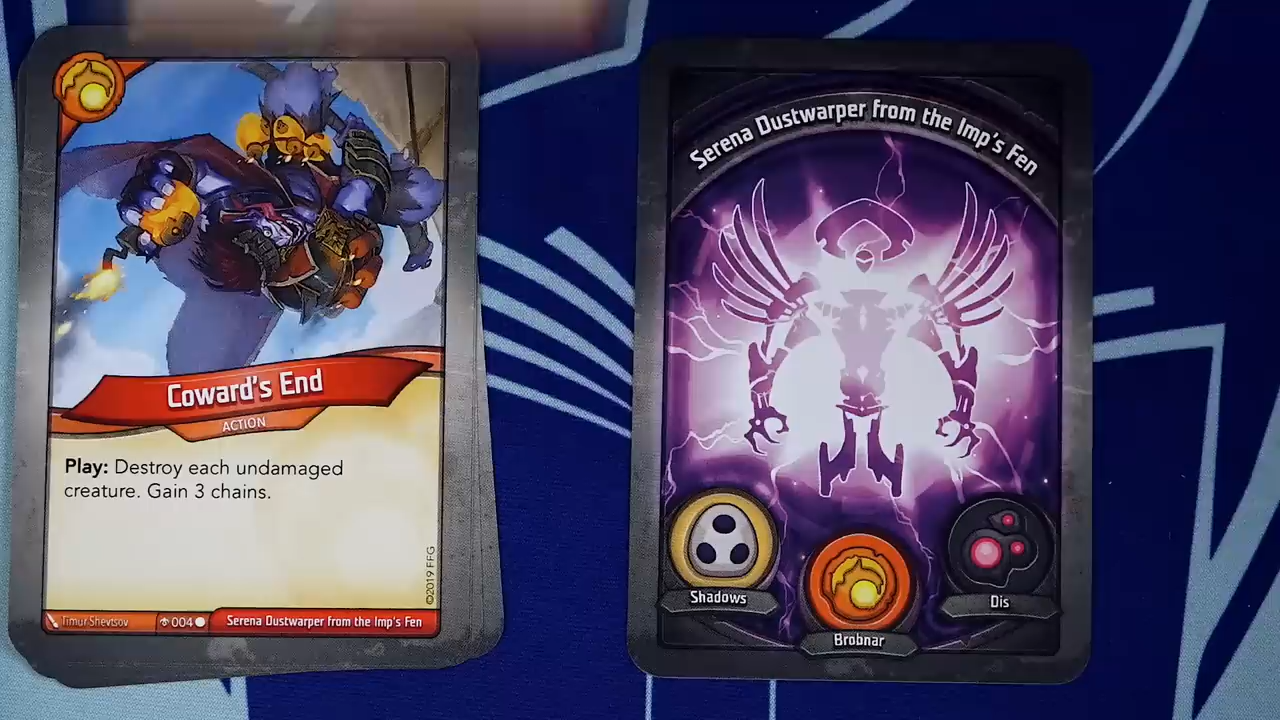 Coward's End
ACTION
Play: Destroy each undamaged
creature. Gain 3 chains.
©2019 FFG
Timur Shevtsov
004
Serena Dustwarper from the Imp's Fen
Serena Dustwarper from the Imp's Fen
Shadows
Brobnar
Dis